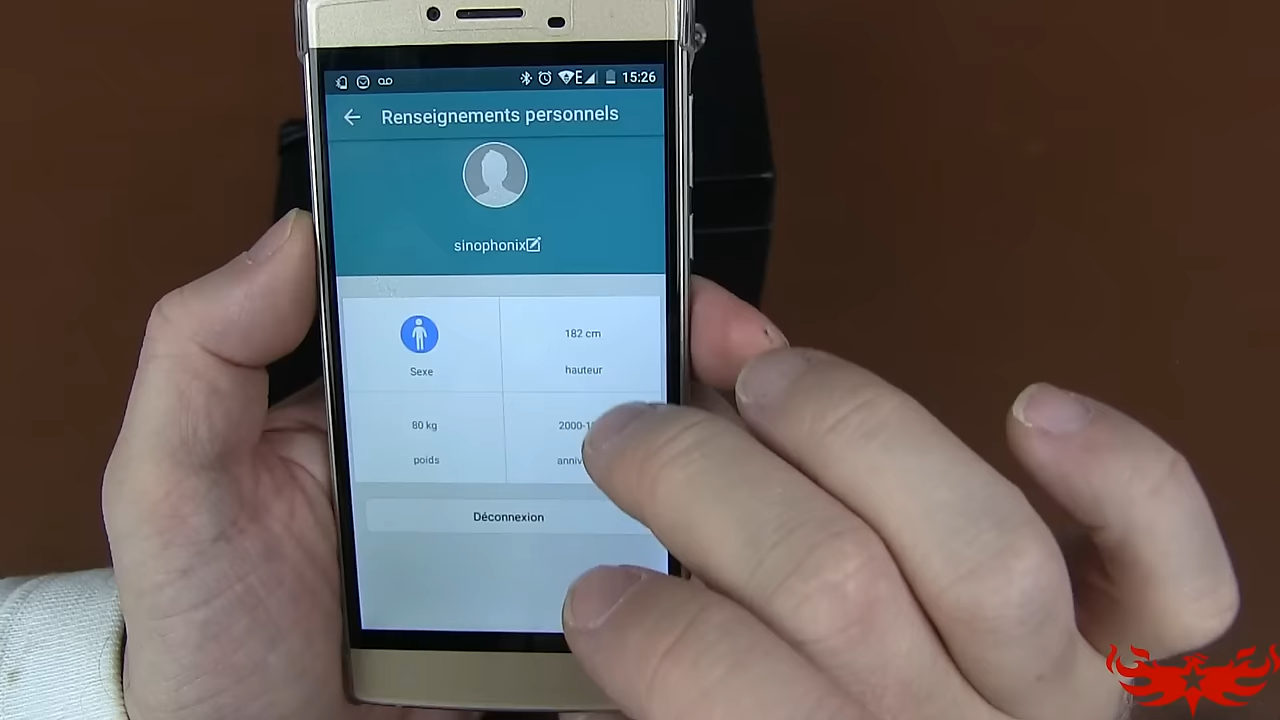 E 15:26
Renseignements personnels
sinophonix
182 cm
Sexe
hauteur
80 kg
poids
Déconnexion